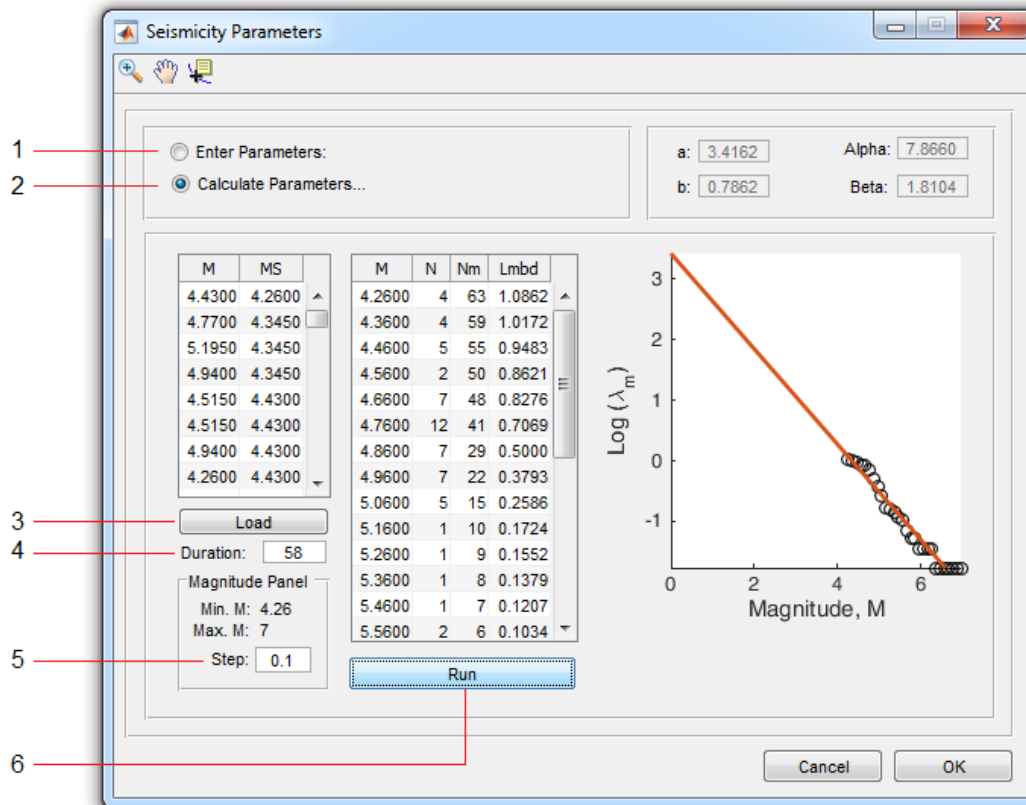 Seismicity Parameters
1
Enter Parameters:
2
Calculate Parameters...
a: 3.4162 Alpha: 7.8660
b: 0.7862 Beta: 1.8104
M MS
4.4300 4.2600
4.7700 4.3450
5.1950 4.3450
4.9400 4.3450
4.5150 4.4300
4.5150 4.4300
4.9400 4.4300
4.2600 4.4300
M N Nm Lmbd
4.2600 4 63 1.0862
4.3600 4 59 1.0172
4.4600 5 55 0.9483
4.5600 2 50 0.8621
4.6600 7 48 0.8276
4.7600 12 41 0.7069
4.8600 7 29 0.5000
4.9600 7 22 0.3793
5.0600 5 15 0.2586
5.1600 1 10 0.1724
5.2600 1 9 0.1552
5.3600 1 8 0.1379
5.4600 1 7 0.1207
5.5600 2 6 0.1034
3
Load
4
Duration: 58
Magnitude Panel
Min. M: 4.26
Max. M: 7
5
Step: 0.1
Run
6
Log (λm)
3
2
1
0
-1
0 2 4 6
Magnitude, M
Cancel OK